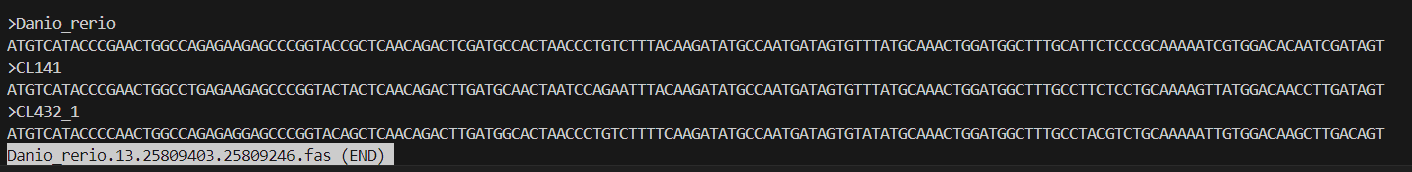 >Danio_rerio
ATGTCATACCCGAACTGGCCAGAGAAGAGCCCGGTACCGCTCAACAGACTCGATGCCACTAACCCTGTCTTTACAAGATATGCCAATGATAGTGTTTATGCAAACTGGATGGCTTTGCATTCTCCCGCAAAAATCGTGGACACAATCGATAGT
>CL141
ATGTCATACCCGAACTGGCCTGAGAAGAGCCCGGTACTACTCAACAGACTTGATGCAACTAATCCAGAATTTACAAGATATGCCAATGATAGTGTTTATGCAAACTGGATGGCTTTGCCTTCTCCTGCAAAAGTTATGGACAACCTTGATAGT
>CL432_1
ATGTCATACCCCAACTGGCCAGAGAGGAGCCCGGTACAGCTCAACAGACTTGATGGCACTAACCCTGTCTTTTCAAGATATGCCAATGATAGTGTATATGCAAACTGGATGGCTTTGCCTACGTCTGCAAAAATTGTGGACAAGCTTGACAGT
Danio_rerio.13.25809403.25809246.fas (END)